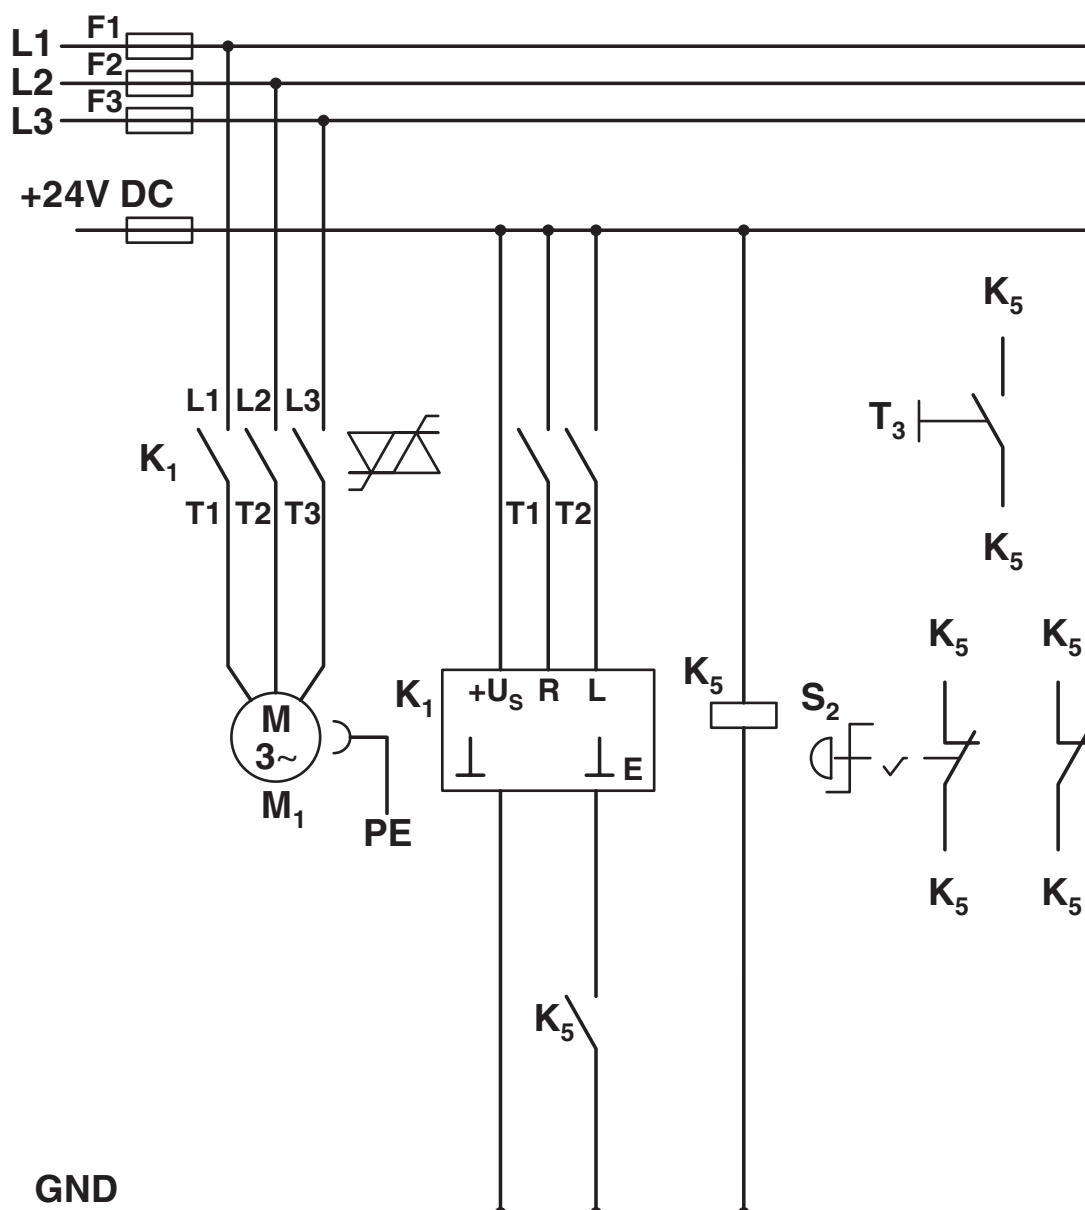 F1
L1
F2
L2
F3
L3
+24V DC
K5
L1 L2 L3
T3
K1
T1 T2 T3
T1 T2
K5
K5 K5
K5
S2
K1
+US R L
M
3~
E
M1
PE
K5 K5
K5
GND